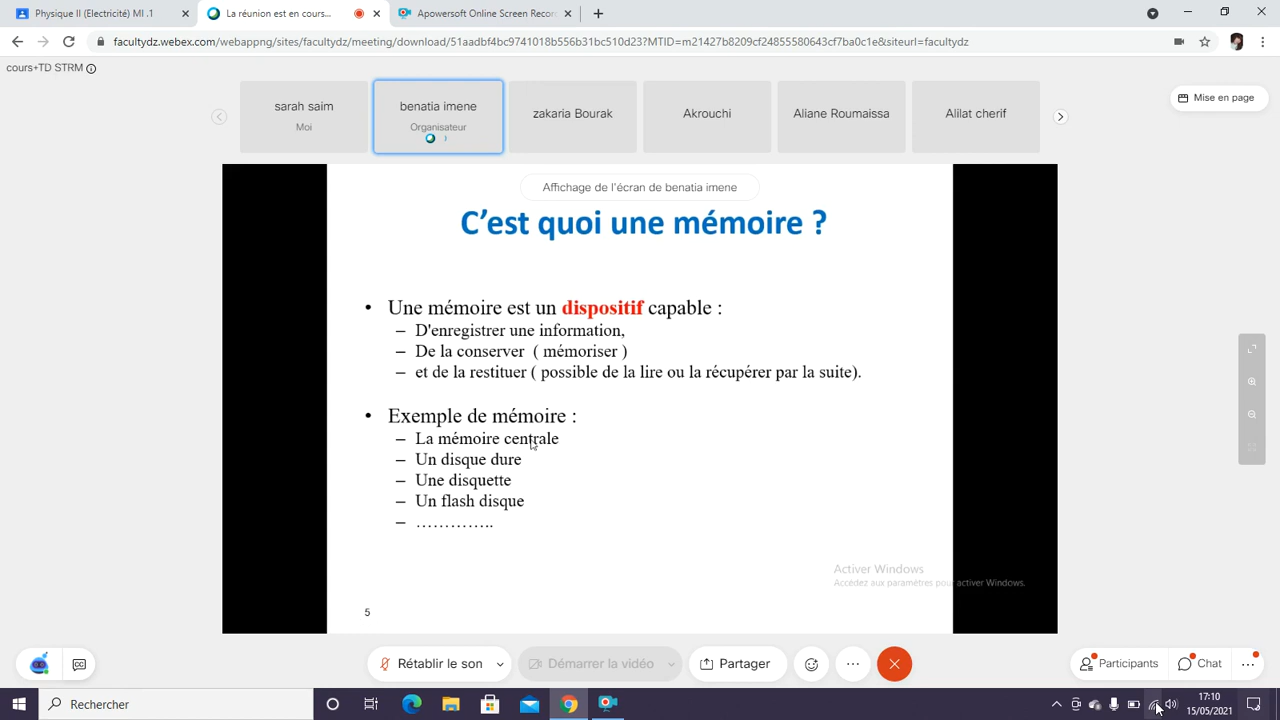 Physique II (Electricité) MI .1
La réunion est en cours...
Apowersoft Online Screen Recor
facultydz.webex.com/webappng/sites/facultydz/meeting/download/51aadbf4bc9741018b556b31bc510d23?MTID=m21427b8209cf24855580643cf7ba0c1e&siteurl=facultydz
cours+TD STRM
sarah saim
Moi
benatia imene
Organisateur
zakaria Bourak
Akrouchi
Aliane Roumaissa
Alilat cherif
Mise en page
Affichage de l'écran de benatia imene
C'est quoi une mémoire ?
• Une mémoire est un dispositif capable :
– D'enregistrer une information,
– De la conserver ( mémoriser )
– et de la restituer ( possible de la lire ou la récupérer par la suite).
• Exemple de mémoire :
– La mémoire centrale
– Un disque dure
– Une disquette
– Un flash disque
– …………..
Activer Windows
Accédez aux paramètres pour activer Windows.
5
Rétablir le son
Démarrer la vidéo
Partager
Participants
Chat
Rechercher
17:10
15/05/2021